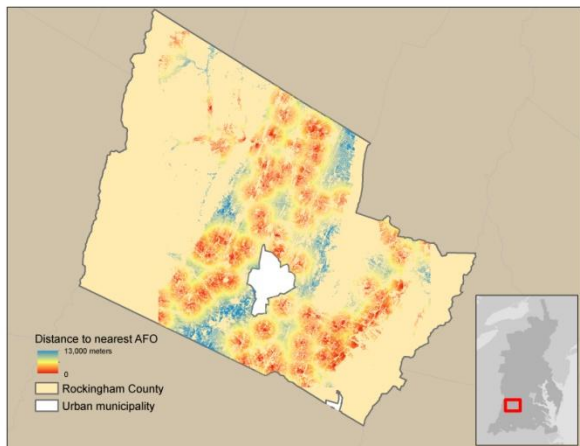 Distance to nearest AFO
13,000 meters
0
Rockingham County
Urban municipality